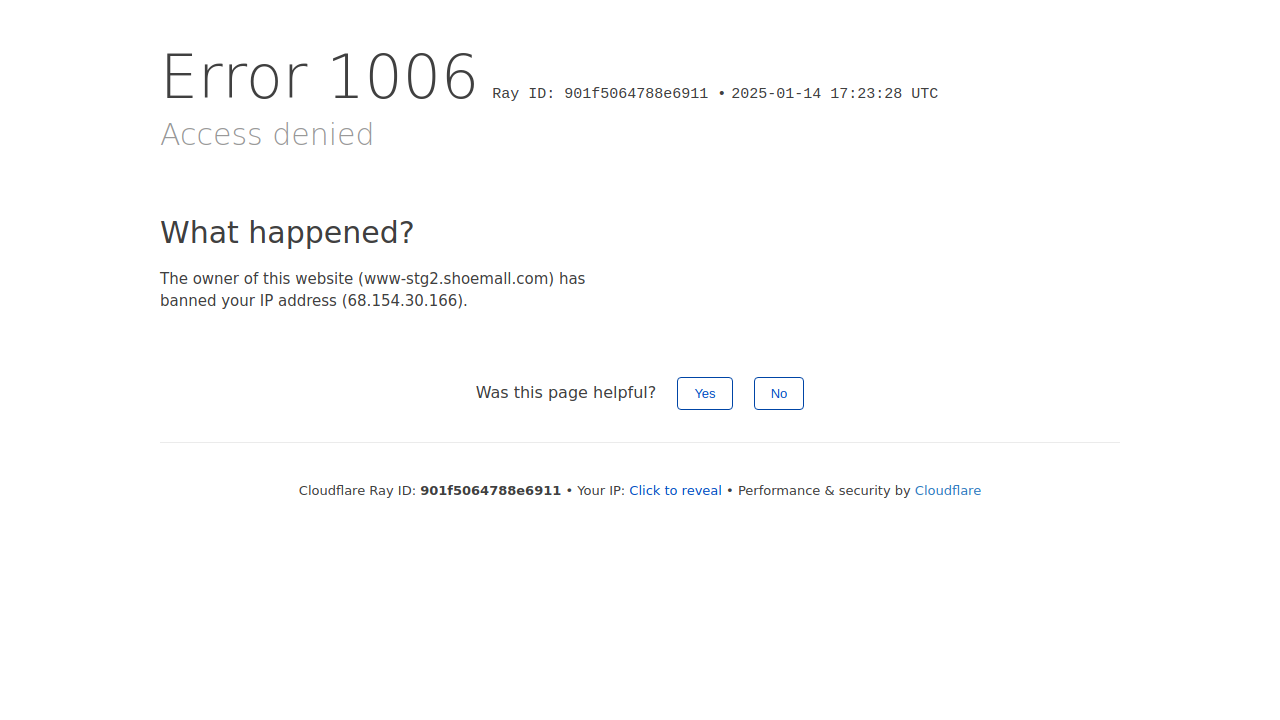 Error 1006 Ray ID: 901f5064788e6911 • 2025-01-14 17:23:28 UTC
Access denied
What happened?
The owner of this website (www-stg2.shoemall.com) has
banned your IP address (68.154.30.166).
Was this page helpful? Yes No
Cloudflare Ray ID: 901f5064788e6911 • Your IP: Click to reveal • Performance & security by Cloudflare